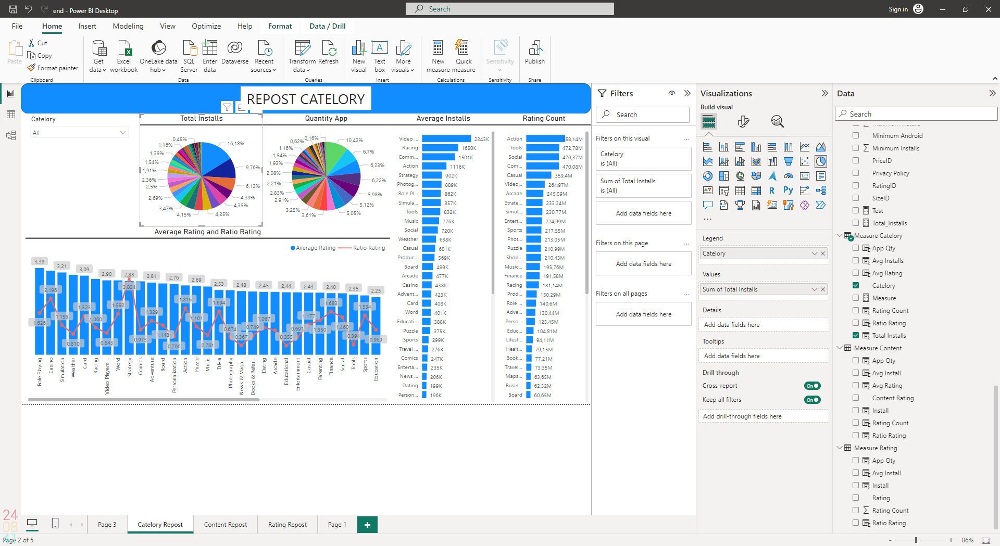 end - Power BI Desktop
Search
Sign in
File
Home
Insert
Modeling
View
Optimize
Help
Format
Data / Drill
Paste
Cut
Copy
Format painter
Clipboard
Get data
Excel workbook
OneLake data hub
SQL Server
Enter data
Dataverse
Recent sources
Data
Transform data
Refresh
Queries
New visual
Text box
More visuals
Insert
New measure
Quick measure
Calculations
Sensitivity
Sensitivity
Publish
Share
REPOST CATELORY
Catelory
All
Total Installs
16,18%
9,76%
6,13%
4,39%
4,35%
4,25%
4,15%
3,47%
2,69%
2,5%
2,36%
1,91%
1,54%
1,39%
1,16%
0,45%
Quantity App
10,42%
6,7%
6,23%
6,22%
5,98%
5,12%
5,05%
3,61%
3,25%
2,91%
2,83%
2,21%
2,08%
1,93%
1,54%
1,16%
0,62%
0,16%
Average Installs
Video ... 2243K
Racing 1650K
Comm... 1501K
Action 1116K
Strategy 902K
Photog... 889K
Role Pl... 862K
Simula... 857K
Tools 832K
Music 776K
Social 720K
Weather 638K
Casual 601K
Produc... 569K
Board 499K
Arcade 477K
Casino 438K
Advent... 423K
Card 408K
Word 401K
Educati... 388K
Puzzle 375K
Sports 299K
Travel ... 276K
Comics 247K
Enterta... 235K
News ... 206K
Dating 199K
Person... 196K
Rating Count
Action 558,14M
Tools 472,78M
Social 470,37M
Com... 470,08M
Casual 359,4M
Video... 264,97M
Arcade 245,09M
Strate... 233,34M
Simul... 230,77M
Entert... 224,99M
Sports 217,55M
Phot... 213,05M
Puzzle 210,99M
Shop... 210,43M
Music... 195,76M
Finance 191,58M
Racing 181,14M
Prod... 150,29M
Role ... 140,6M
Adve... 130,44M
Perso... 123,45M
Educ... 104,81M
Lifest... 94,11M
Healt... 79,15M
Book... 77,21M
Travel... 73,35M
Maps... 63,65M
Busin... 62,32M
Board 60,65M
Average Rating and Ratio Rating
Average Rating
Ratio Rating
3,38
3,21
3,09
2,90
2,88
2,81
2,76
2,69
2,53
2,48
2,45
2,44
2,43
2,40
2,35
2,25
1,626
2,196
1,156
0,810
1,523
1,060
0,843
1,592
3,034
0,973
1,329
1,148
0,706
1,816
1,101
0,761
1,694
0,674
0,367
0,749
1,067
0,355
0,691
1,177
1,350
1,683
1,460
0,394
1,534
0,969
Role Playing
Casino
Simulation
Weather
Card
Racing
Video Players ...
Word
Strategy
Comics
Adventure
Board
Personalization
Action
Puzzle
Music
Trivia
Photography
News & Maga...
Books & Refer...
Dating
Arcade
Educational
Entertainment
Casual
Parenting
Finance
Social
Tools
Sports
Education
Filters
Search
Filters on this visual
...
Catelory
is (All)
Sum of Total Installs
is (All)
Add data fields here
Filters on this page
...
Add data fields here
Filters on all pages
...
Add data fields here
Visualizations
Build visual
R
Py
123
...
Legend
Catelory
Values
Sum of Total Installs
Details
Add data fields here
Tooltips
Add data fields here
Drill through
Cross-report
On
Keep all filters
On
Add drill-through fields here
Data
Search
Maximum Installs
Minimum Android
Minimum Installs
PriceID
Privacy Policy
RatingID
SizeID
Test
Total_Installs
Measure Catelory
App Qty
Avg Installs
Avg Rating
Catelory
Measure
Rating Count
Ratio Rating
Total Installs
Measure Content
App Qty
Avg Install
Avg Rating
Content Rating
Install
Rating Count
Ratio Rating
Measure Rating
App Qty
Avg Install
Install
Rating
Rating Count
Ratio Rating
24
08
41
Page 3
Catelory Repost
Content Repost
Rating Repost
Page 1
+
Page 2 of 5
-
+
86%